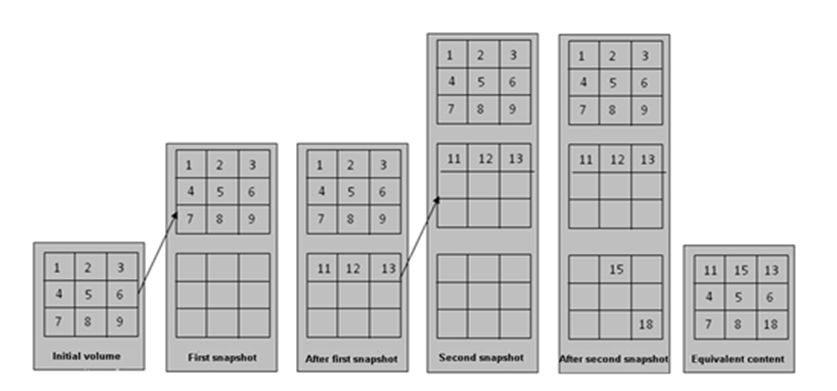 1 2 3
4 5 6
7 8 9
Initial volume
1 2 3
4 5 6
7 8 9
First snapshot
1 2 3
4 5 6
7 8 9
11 12 13
After first snapshot
1 2 3
4 5 6
7 8 9
11 12 13
Second snapshot
1 2 3
4 5 6
7 8 9
11 12 13
15
18
After second snapshot
11 15 13
4 5 6
7 8 18
Equivalent content